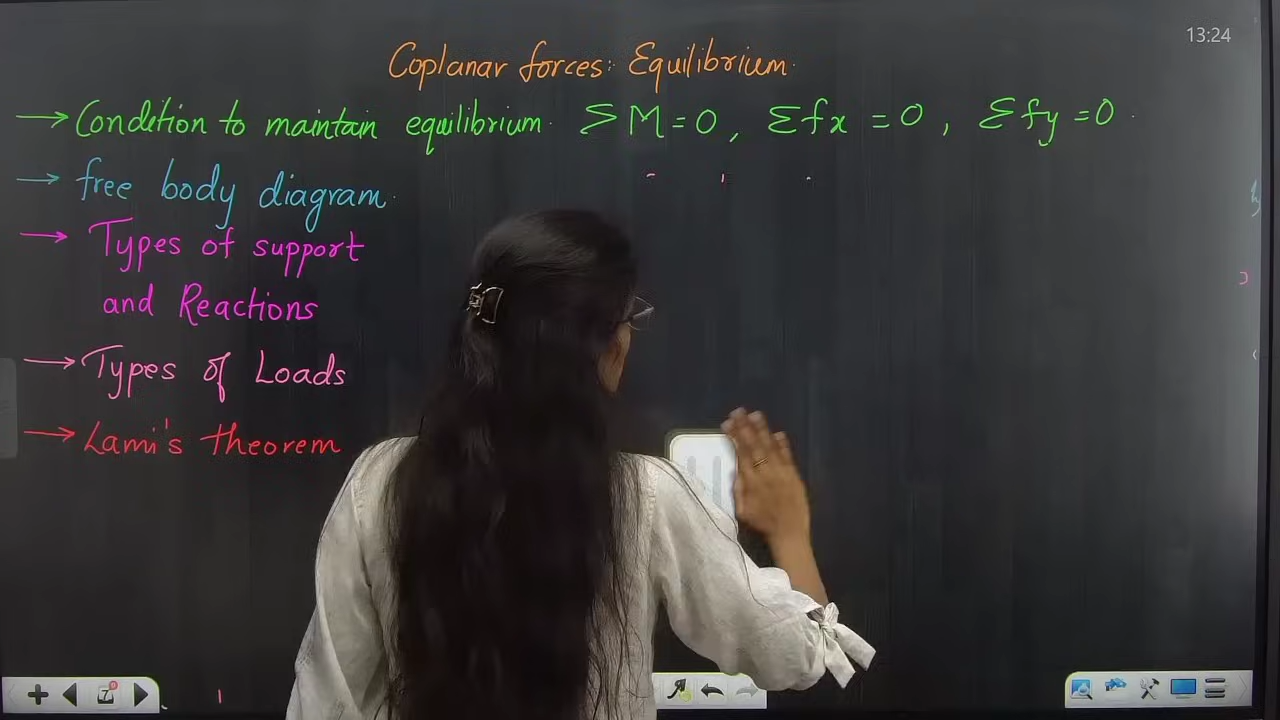 13:24
Coplanar forces: Equilibrium.
→ Condition to maintain equilibrium. ΣM=0, Σfx=0, Σfy=0.
→ free body diagram.
→ Types of support
and Reactions
→ Types of Loads
→ Lami's theorem